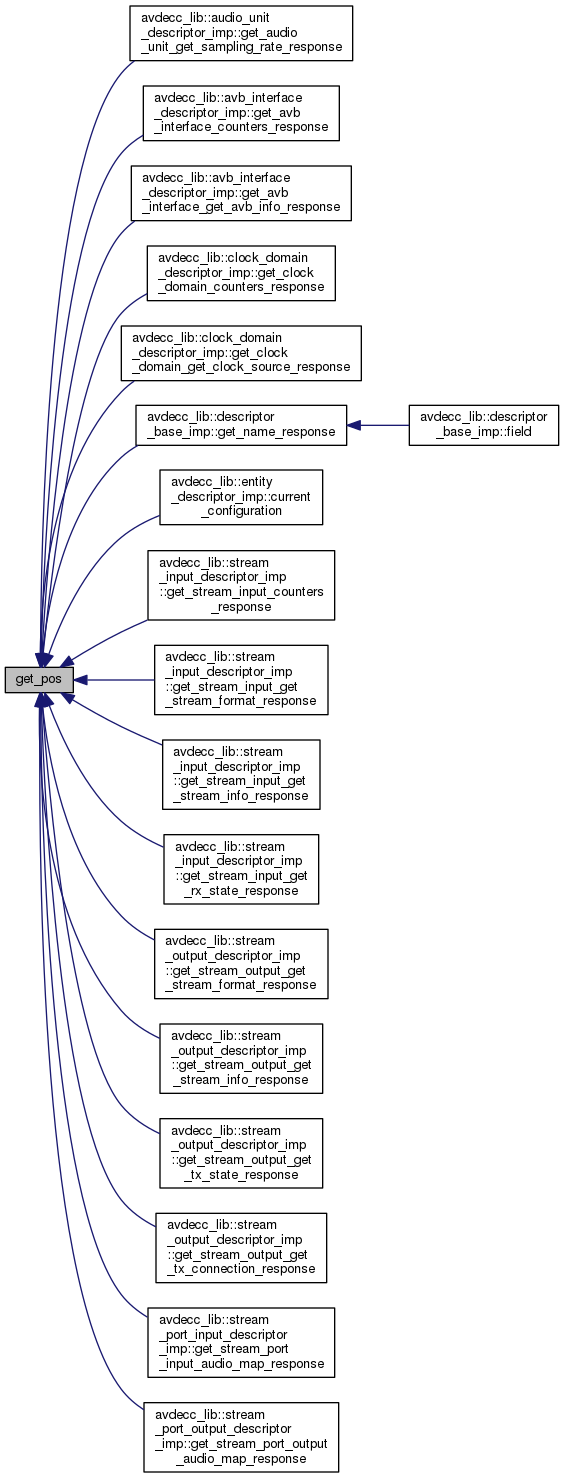 avdecc_lib::audio_unit
_descriptor_imp::get_audio
_unit_get_sampling_rate_response
avdecc_lib::avb_interface
_descriptor_imp::get_avb
_interface_counters_response
avdecc_lib::avb_interface
_descriptor_imp::get_avb
_interface_get_avb_info_response
avdecc_lib::clock_domain
_descriptor_imp::get_clock
_domain_counters_response
avdecc_lib::clock_domain
_descriptor_imp::get_clock
_domain_get_clock_source_response
avdecc_lib::descriptor
_base_imp::get_name_response
avdecc_lib::descriptor
_base_imp::field
avdecc_lib::entity
_descriptor_imp::current
_configuration
avdecc_lib::stream
_input_descriptor_imp
::get_stream_input_counters
_response
get_pos
avdecc_lib::stream
_input_descriptor_imp
::get_stream_input_get
_stream_format_response
avdecc_lib::stream
_input_descriptor_imp
::get_stream_input_get
_stream_info_response
avdecc_lib::stream
_input_descriptor_imp
::get_stream_input_get
_rx_state_response
avdecc_lib::stream
_output_descriptor_imp
::get_stream_output_get
_stream_format_response
avdecc_lib::stream
_output_descriptor_imp
::get_stream_output_get
_stream_info_response
avdecc_lib::stream
_output_descriptor_imp
::get_stream_output_get
_tx_state_response
avdecc_lib::stream
_output_descriptor_imp
::get_stream_output_get
_tx_connection_response
avdecc_lib::stream
_port_input_descriptor
_imp::get_stream_port
_input_audio_map_response
avdecc_lib::stream
_port_output_descriptor
_imp::get_stream_port_output
_audio_map_response